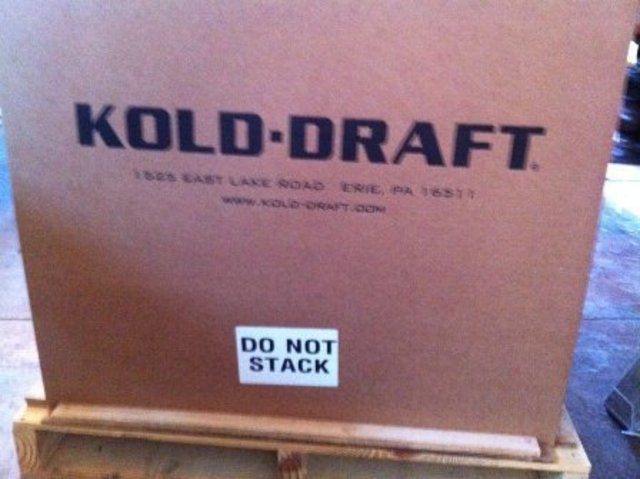 KOLD·DRAFT®
1525 EAST LAKE ROAD ERIE, PA 16511
WWW.KOLD-DRAFT.COM
DO NOT
STACK